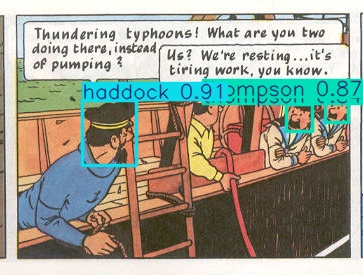 Thundering typhoons! What are you two
doing there, instead
of pumping?
Us? We're resting...it's
tiring work, you know.
haddock 0.91
ompson 0.87